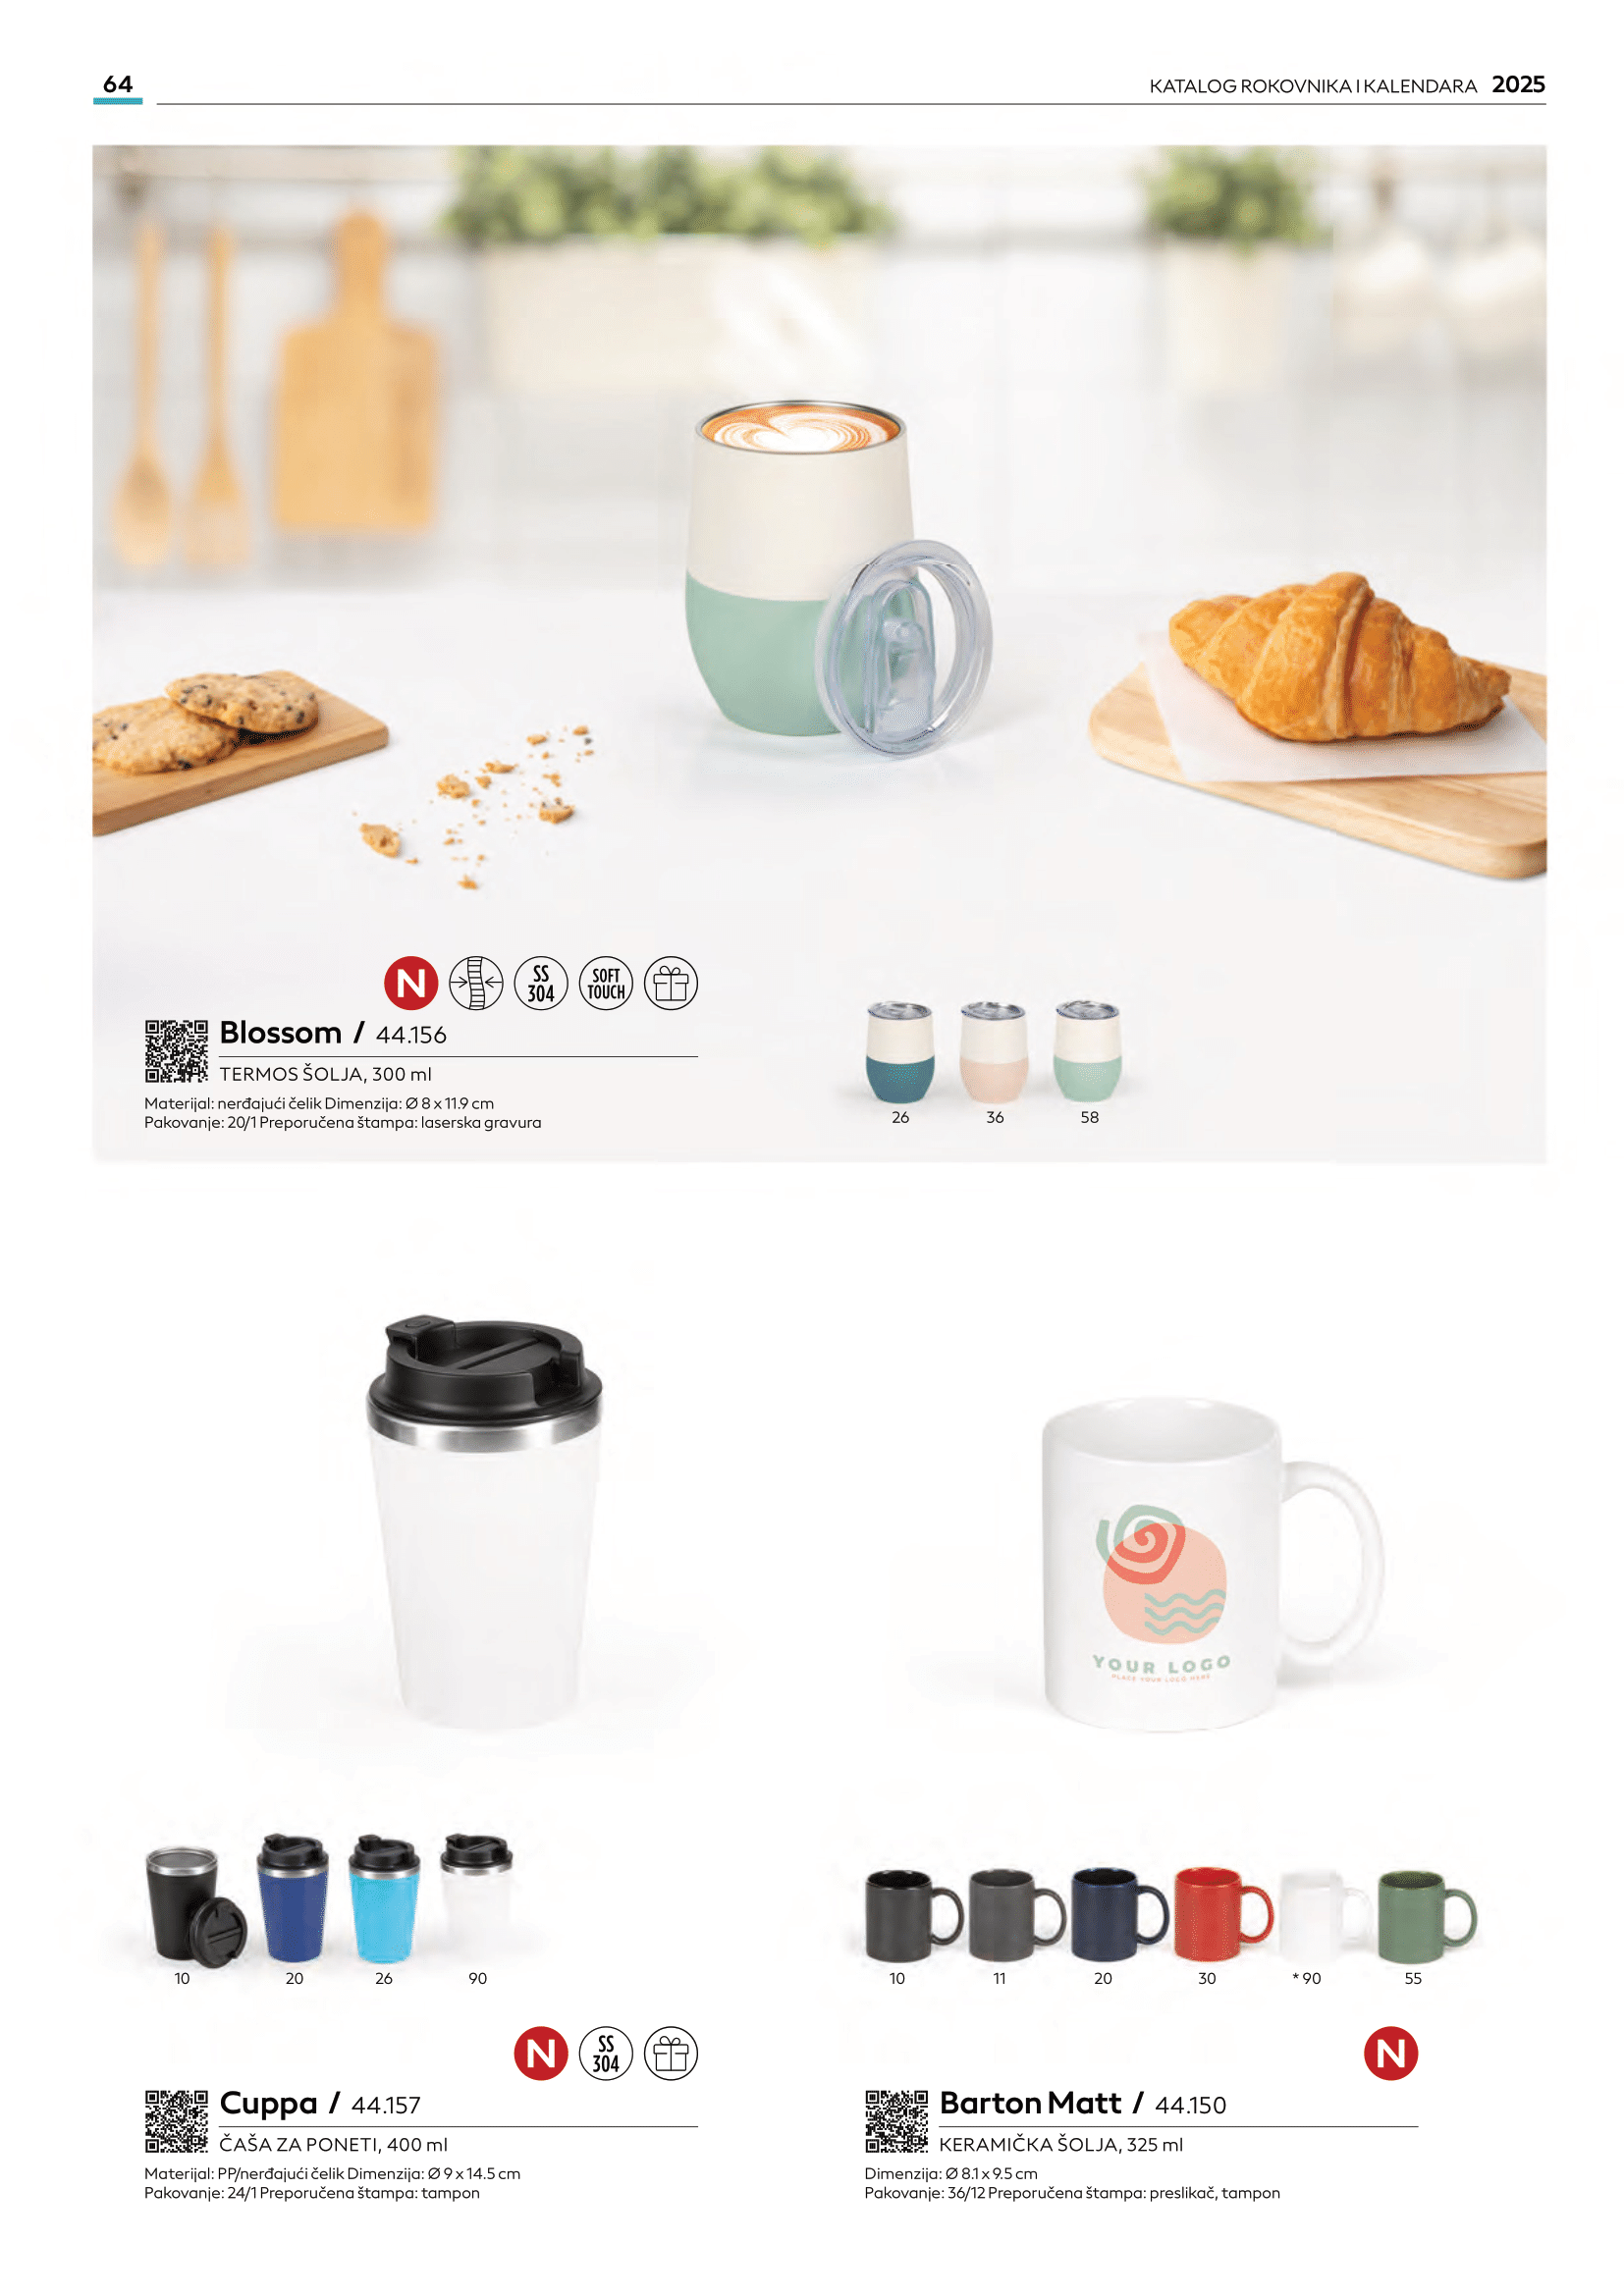 64
KATALOG ROKOVNIKA I KALENDARA 2025
N
SS
304
SOFT
TOUCH
Blossom / 44.156
TERMOS ŠOLJA, 300 ml
Materijal: nerđajući čelik Dimenzija: Ø 8 x 11.9 cm
Pakovanje: 20/1 Preporučena štampa: laserska gravura
26 36 58
YOUR LOGO
PLACE YOUR LOGO HERE
10 20 26 90
10 11 20 30 * 90 55
N
SS
304
Cuppa / 44.157
ČAŠA ZA PONETI, 400 ml
Materijal: PP/nerđajući čelik Dimenzija: Ø 9 x 14.5 cm
Pakovanje: 24/1 Preporučena štampa: tampon
N
Barton Matt / 44.150
KERAMIČKA ŠOLJA, 325 ml
Dimenzija: Ø 8.1 x 9.5 cm
Pakovanje: 36/12 Preporučena štampa: preslikač, tampon